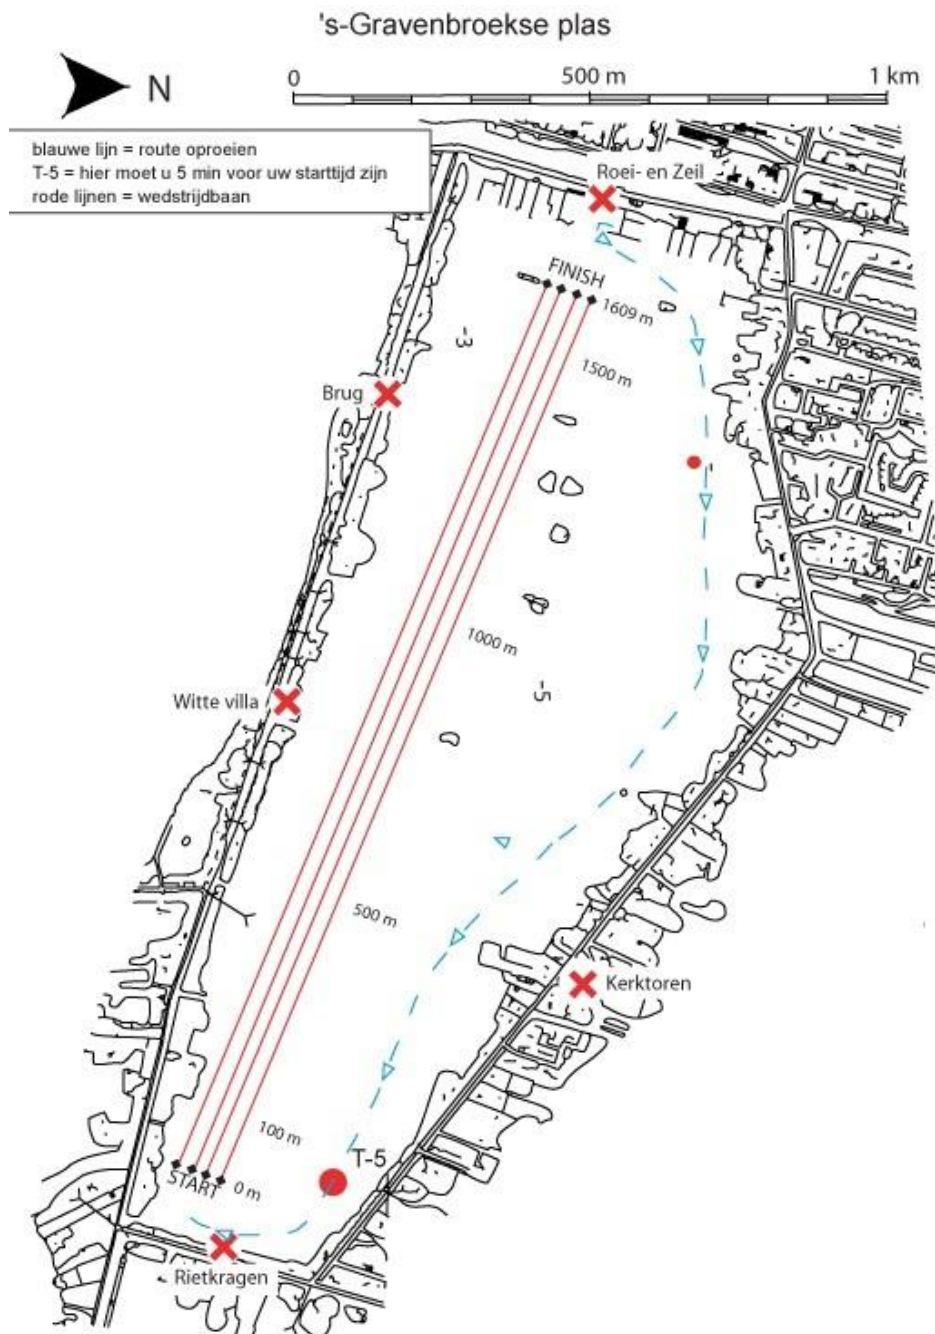 's-Gravenbroekse plas
N
0 500 m 1 km
blauwe lijn = route oproeien
T-5 = hier moet u 5 min voor uw starttijd zijn
rode lijnen = wedstrijdbaan
Roei- en Zeil
FINISH
1609 m
-3
1500 m
Brug
1000 m
-5
Witte villa
500 m
Kerktoren
100 m
T-5
START
0 m
Rietkragen